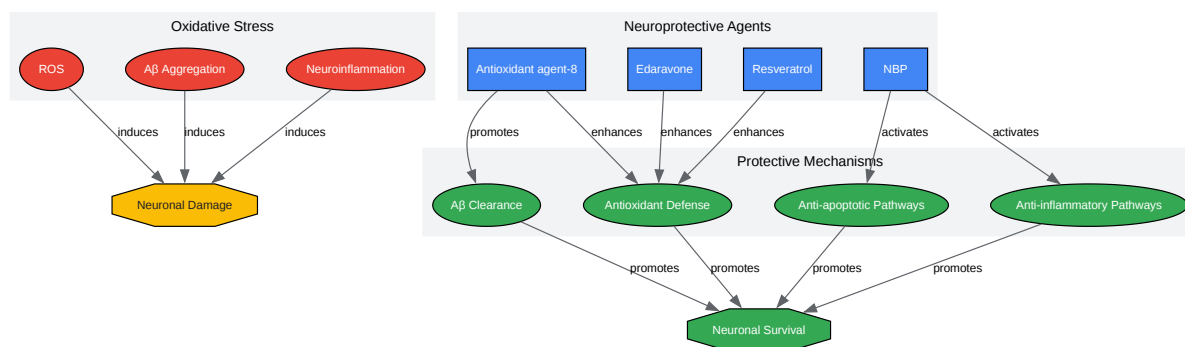 Oxidative Stress
Neuroprotective Agents
ROS
Aβ Aggregation
Neuroinflammation
Antioxidant agent-8
Edaravone
Resveratrol
NBP
induces
induces
induces
promotes
enhances
enhances
enhances
activates
activates
Protective Mechanisms
Neuronal Damage
Aβ Clearance
Antioxidant Defense
Anti-apoptotic Pathways
Anti-inflammatory Pathways
promotes
promotes
promotes
promotes
Neuronal Survival